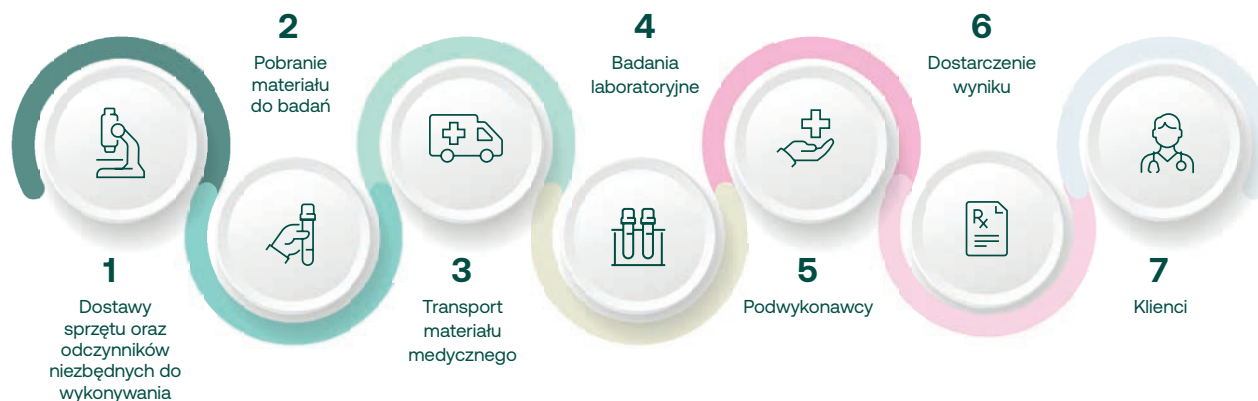 1
Dostawy
sprzętu oraz
odczynników
niezbędnych do
wykonywania
2
Pobranie
materiału
do badań
3
Transport
materiału
medycznego
4
Badania
laboratoryjne
5
Podwykonawcy
6
Dostarczenie
wyniku
Rx
7
Klienci